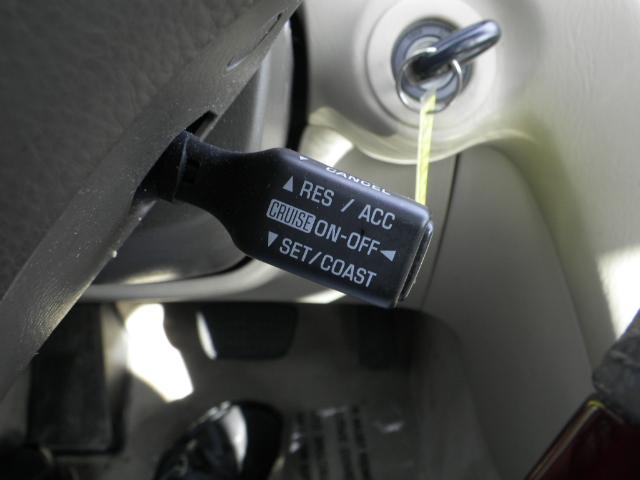 ▼ CANCEL
▲ RES / ACC
CRUISE ON-OFF ◀
▼ SET/COAST